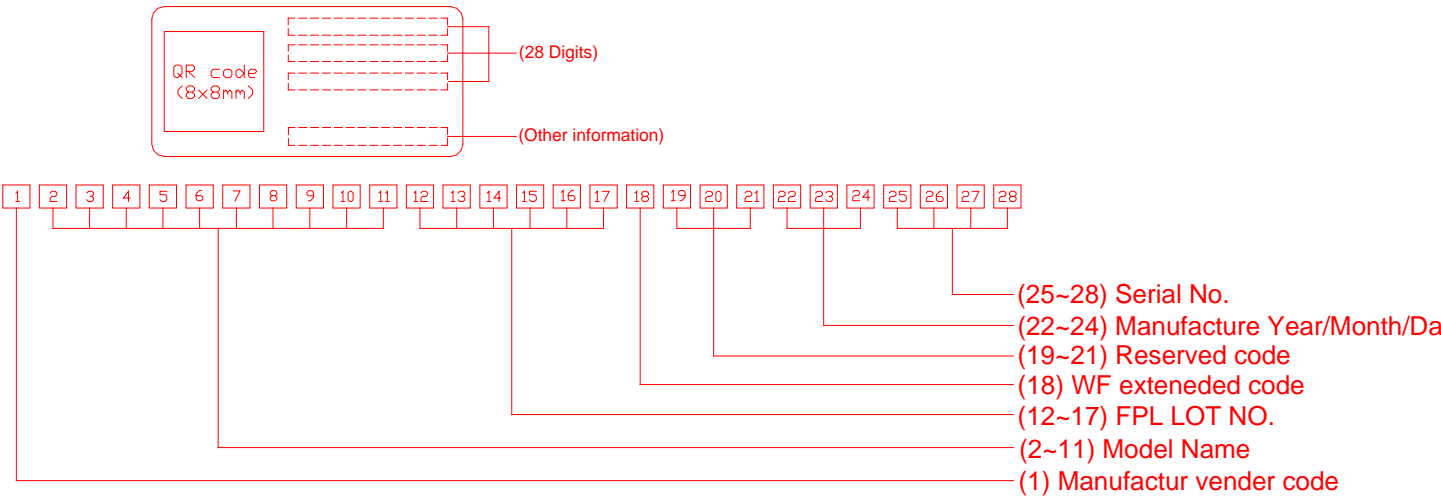 QR code
(8x8mm)
(28 Digits)
(Other information)
1 2 3 4 5 6 7 8 9 10 11 12 13 14 15 16 17 18 19 20 21 22 23 24 25 26 27 28
(25~28) Serial No.
(22~24) Manufacture Year/Month/Da
(19~21) Reserved code
(18) WF exteneded code
(12~17) FPL LOT NO.
(2~11) Model Name
(1) Manufactur vender code